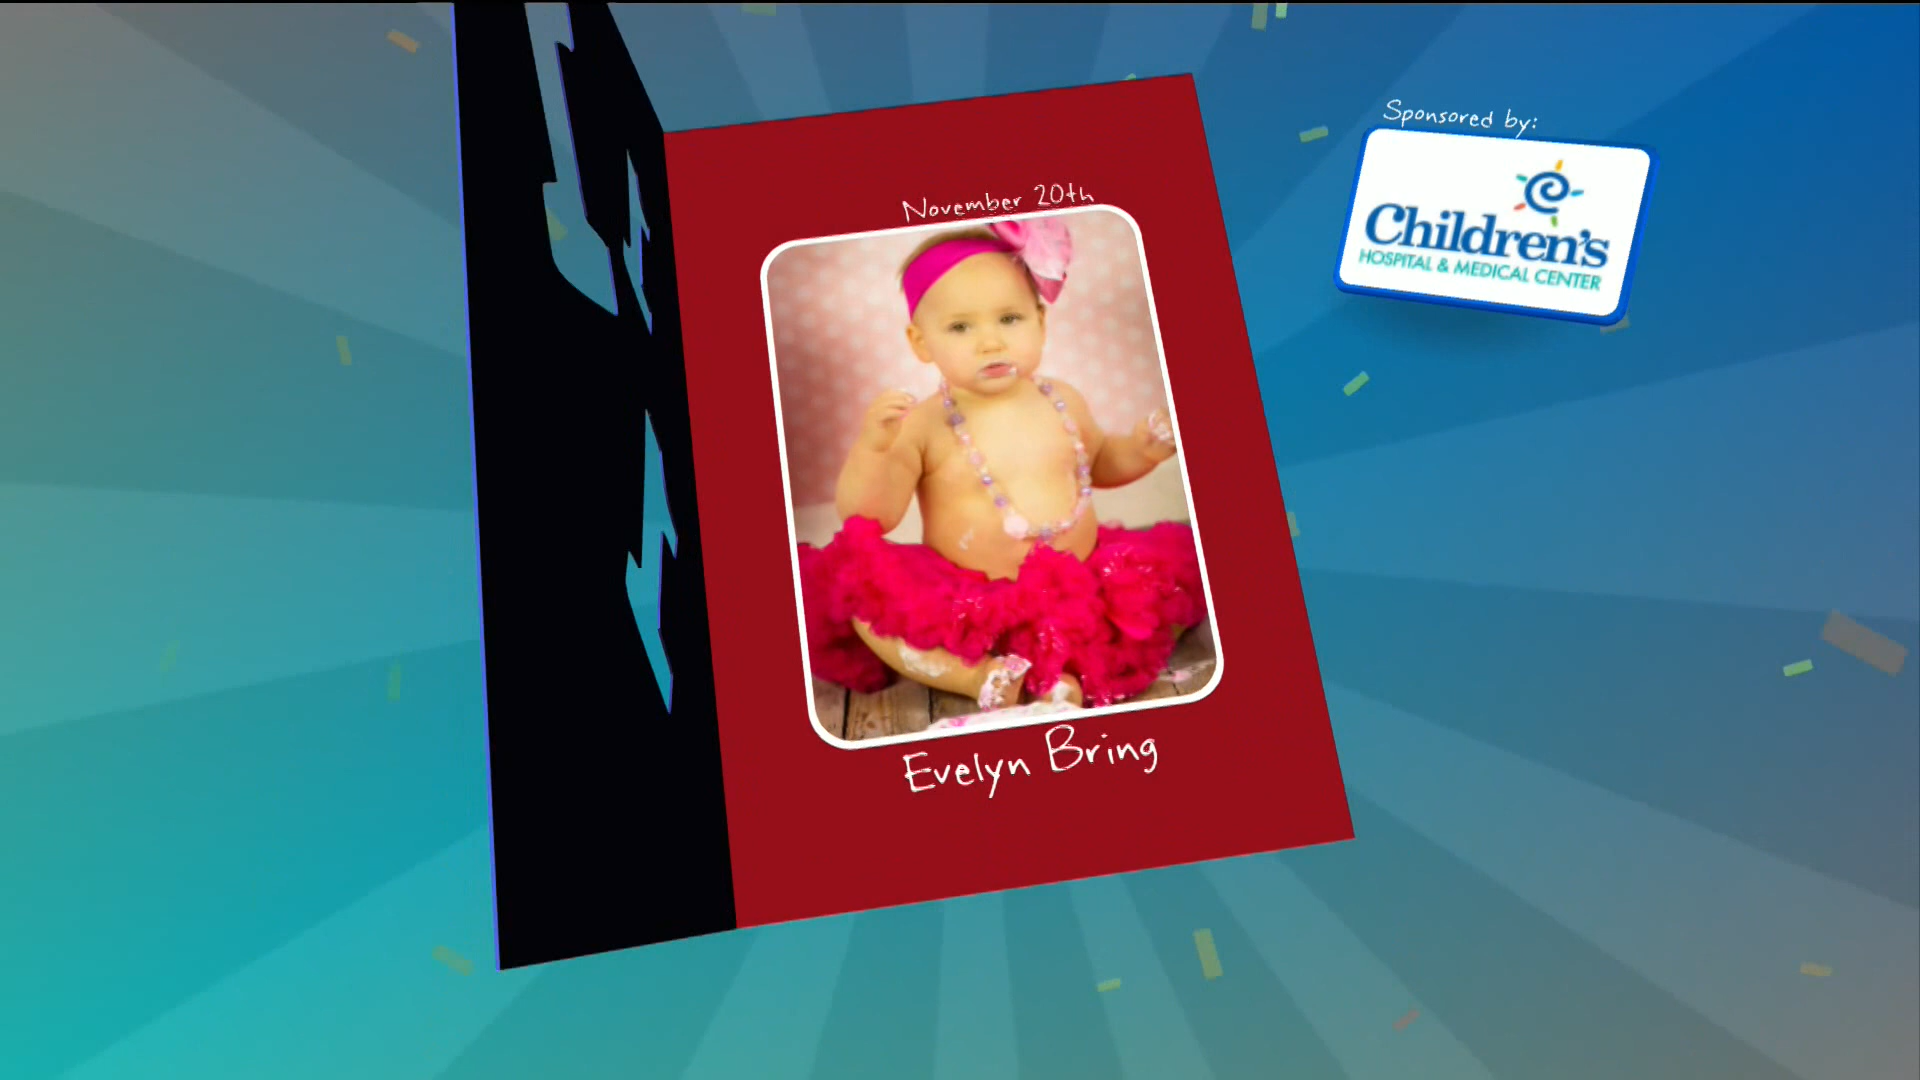 November 20th
Evelyn Bring
Sponsored by:
Children's
HOSPITAL & MEDICAL CENTER